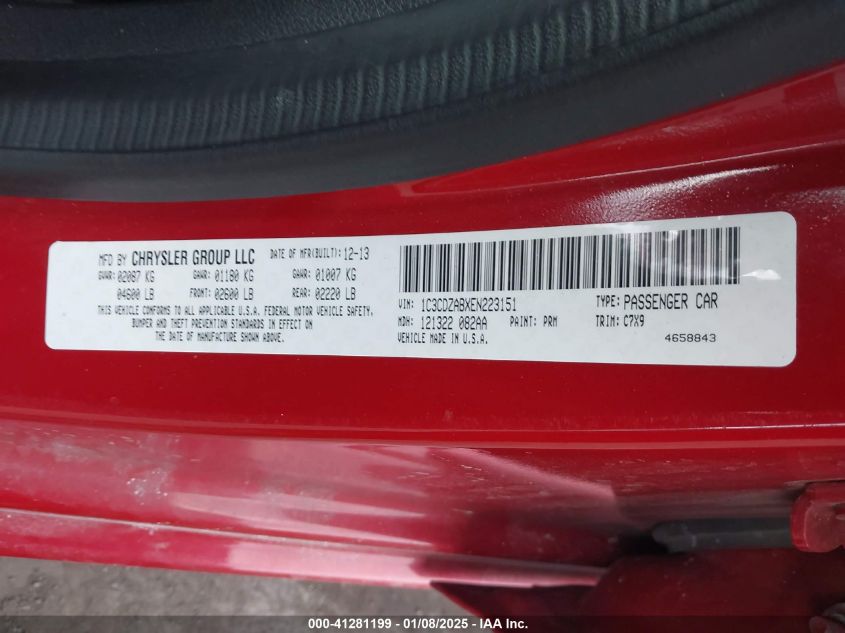 MFD BY CHRYSLER GROUP LLC DATE OF MFR(BUILT): 12-13
GVWR: 02087 KG GAWR: 01180 KG GAWR: 01007 KG
04600 LB FRONT: 02600 LB REAR: 02220 LB
THIS VEHICLE CONFORMS TO ALL APPLICABLE U.S.A. FEDERAL MOTOR VEHICLE SAFETY,
BUMPER AND THEFT PREVENTION STANDARDS IN EFFECT ON
THE DATE OF MANUFACTURE SHOWN ABOVE.
VIN: 1C3CDZABXEN223151 TYPE: PASSENGER CAR
MDH: 121322 082AA PAINT: PRM TRIM: C7X9
VEHICLE MADE IN U.S.A. 4658843
000-41281199 - 01/08/2025 - IAA Inc.